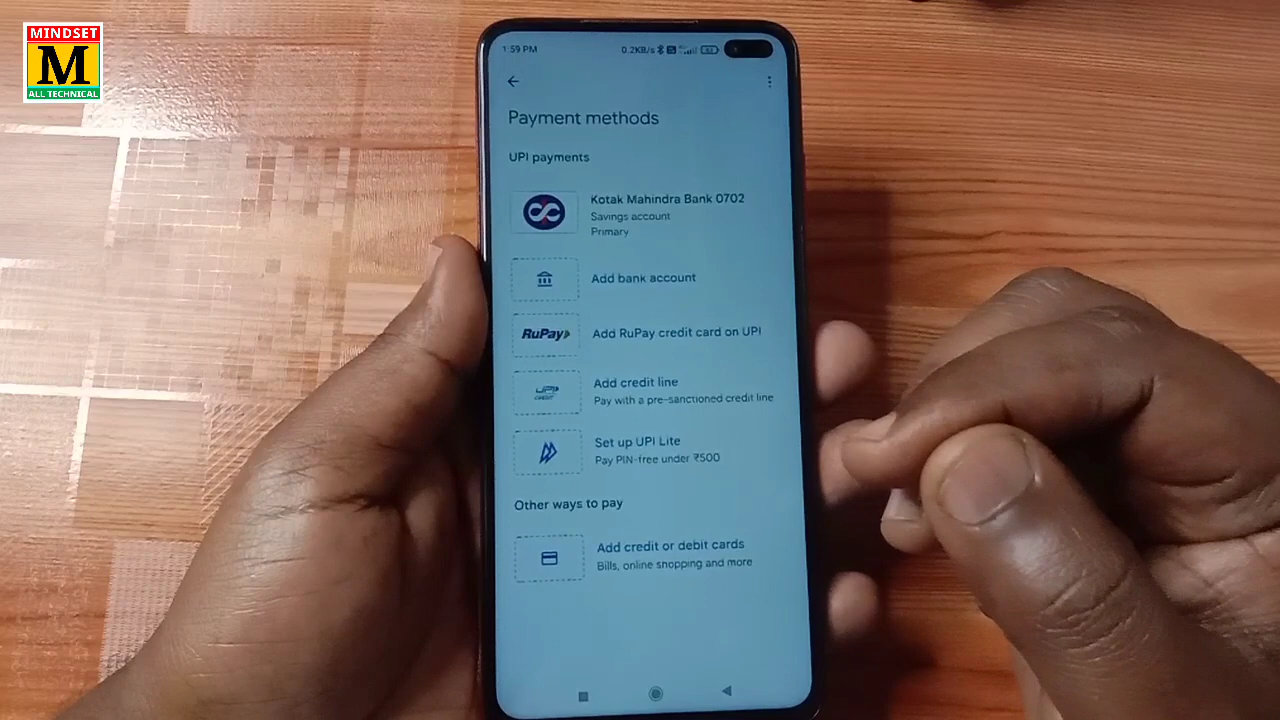 MINDSET
M
ALL TECHNICAL
1:59 PM
0.2KB/s
Payment methods
UPI payments
Kotak Mahindra Bank 0702
Savings account
Primary
Add bank account
RuPay
Add RuPay credit card on UPI
UPI
CREDIT
Add credit line
Pay with a pre-sanctioned credit line
Set up UPI Lite
Pay PIN-free under ₹500
Other ways to pay
Add credit or debit cards
Bills, online shopping and more